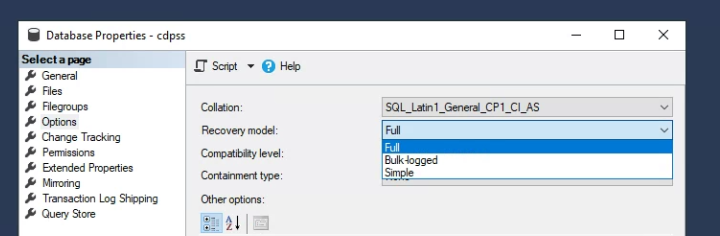 Database Properties - cdpss
Select a page
General
Files
Filegroups
Options
Change Tracking
Permissions
Extended Properties
Mirroring
Transaction Log Shipping
Query Store
Script
Help
Collation:
SQL_Latin1_General_CP1_CI_AS
Recovery model:
Full
Full
Bulk-logged
Simple
Compatibility level:
Containment type:
Other options: